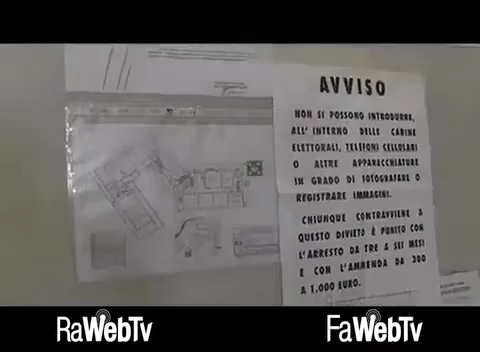 AVVISO
NON SI POSSONO INTRODURRE,
ALL'INTERNO DELLE CABINE
ELETTORALI, TELEFONI CELLULARI
O ALTRE APPARECCHIATURE
IN GRADO DI FOTOGRAFARE O
REGISTRARE IMMAGINI.
CHIUNQUE CONTRAVVIENE A
QUESTO DIVIETO È PUNITO CON
L'ARRESTO DA TRE A SEI MESI
E CON L'AMMENDA DA 300
A 1.000 EURO.
RaWebTv
FaWebTv